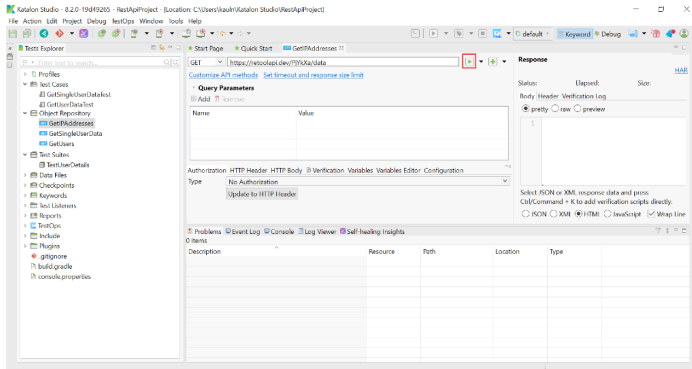 Katalon Studio - 8.2.0-19d49265 - RestApiProject - [Location: C:\Users\kauln\Katalon Studio\RestApiProject]
File Action Edit Project Debug TestOps Window Tools Help
default Keyword Debug
Tests Explorer
Start Page Quick Start GetIPAddresses
Enter text to search...
GET https://retoolapi.dev/PJYkXa/data
Response
Profiles
Customize API methods Set timeout and response size limit
HAR
Test Cases
Query Parameters
Status: Elapsed: Size:
GetSingleUserDataTest
Add Remove
Body Header Verification Log
GetUserDataTest
Name Value
pretty raw preview
Object Repository
1
GetIPAddresses
GetSingleUserData
GetUsers
Test Suites
TestUserDetails
Authorization HTTP Header HTTP Body Verification Variables Variables Editor Configuration
Data Files
Type No Authorization
Checkpoints
Update to HTTP Header
Select JSON or XML response data and press
Keywords
Ctrl/Command + K to add verification scripts directly.
Test Listeners
JSON XML HTML JavaScript Wrap Line
Reports
TestOps
Problems Event Log Console Log Viewer Self-healing Insights
Include
0 items
Plugins
Description Resource Path Location Type
.gitignore
build.gradle
console.properties